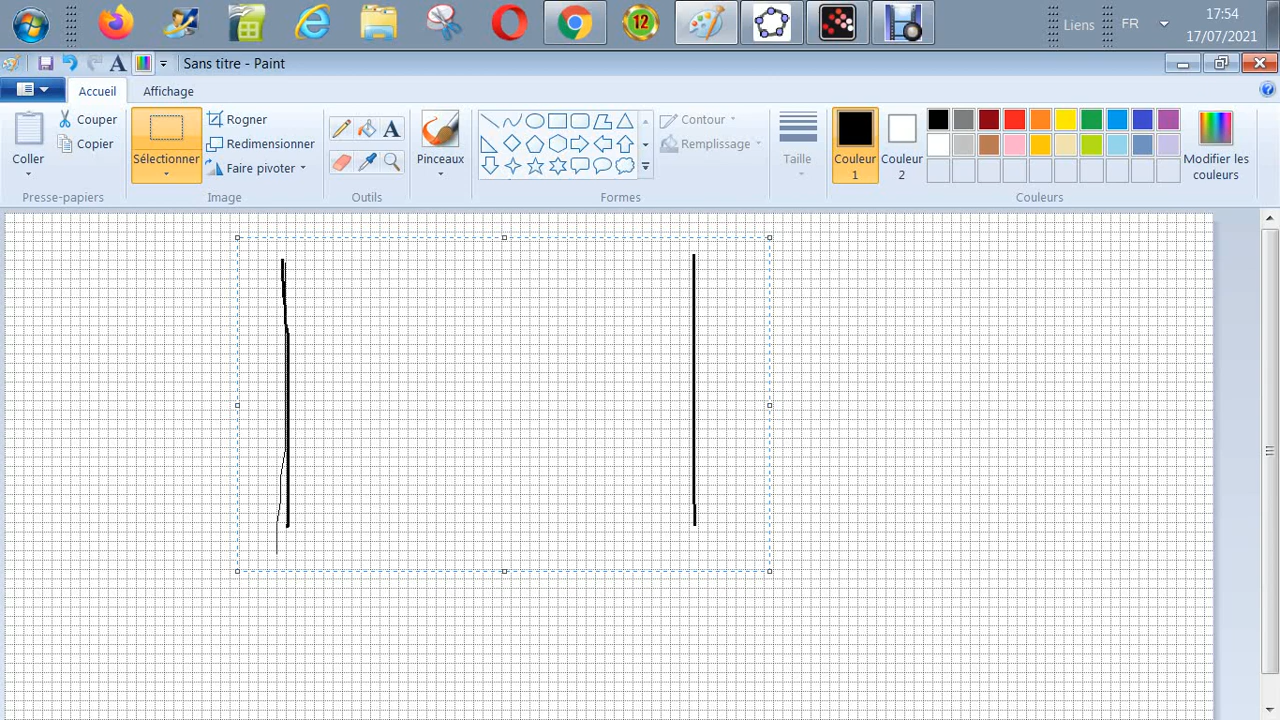 12
Liens
FR
17:54
17/07/2021
A
Sans titre - Paint
Accueil
Affichage
Coller
Couper
Copier
Presse-papiers
Sélectionner
Rogner
Redimensionner
Faire pivoter
Image
A
Outils
Pinceaux
Contour
Remplissage
Formes
Taille
Couleur
1
Couleur
2
Modifier les
couleurs
Couleurs